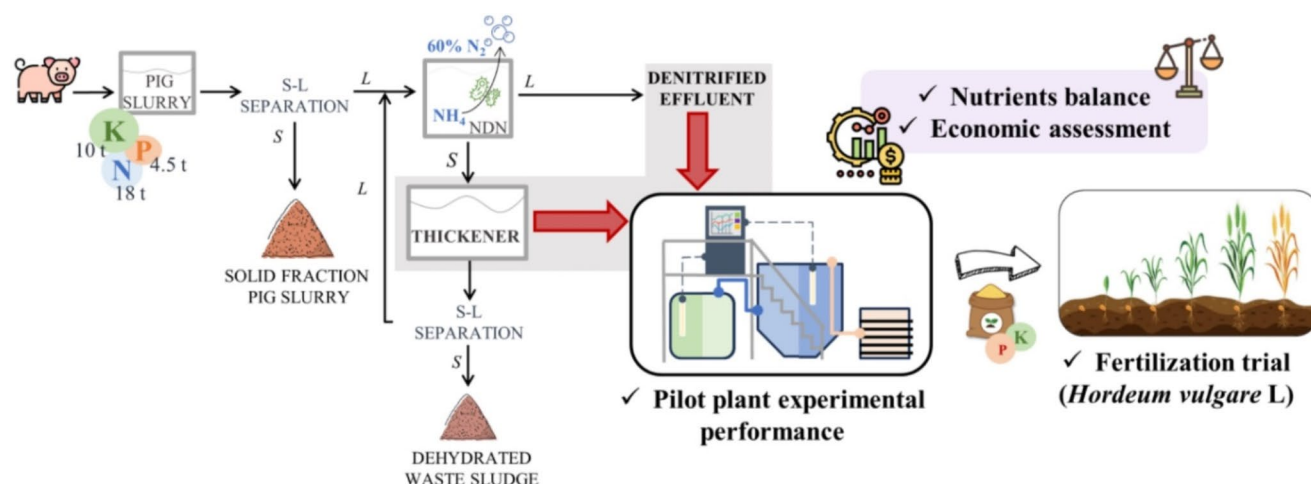 PIG
SLURRY
K
P
N
10 t
4.5 t
18 t
S-L
SEPARATION
S
SOLID FRACTION
PIG SLURRY
L
L
60% N2
NH4
NDN
L
S
THICKENER
S-L
SEPARATION
S
DEHYDRATED
WASTE SLUDGE
DENITRIFIED
EFFLUENT
✓ Nutrients balance
✓ Economic assessment
$
✓ Pilot plant experimental
performance
P
K
✓ Fertilization trial
(Hordeum vulgare L)